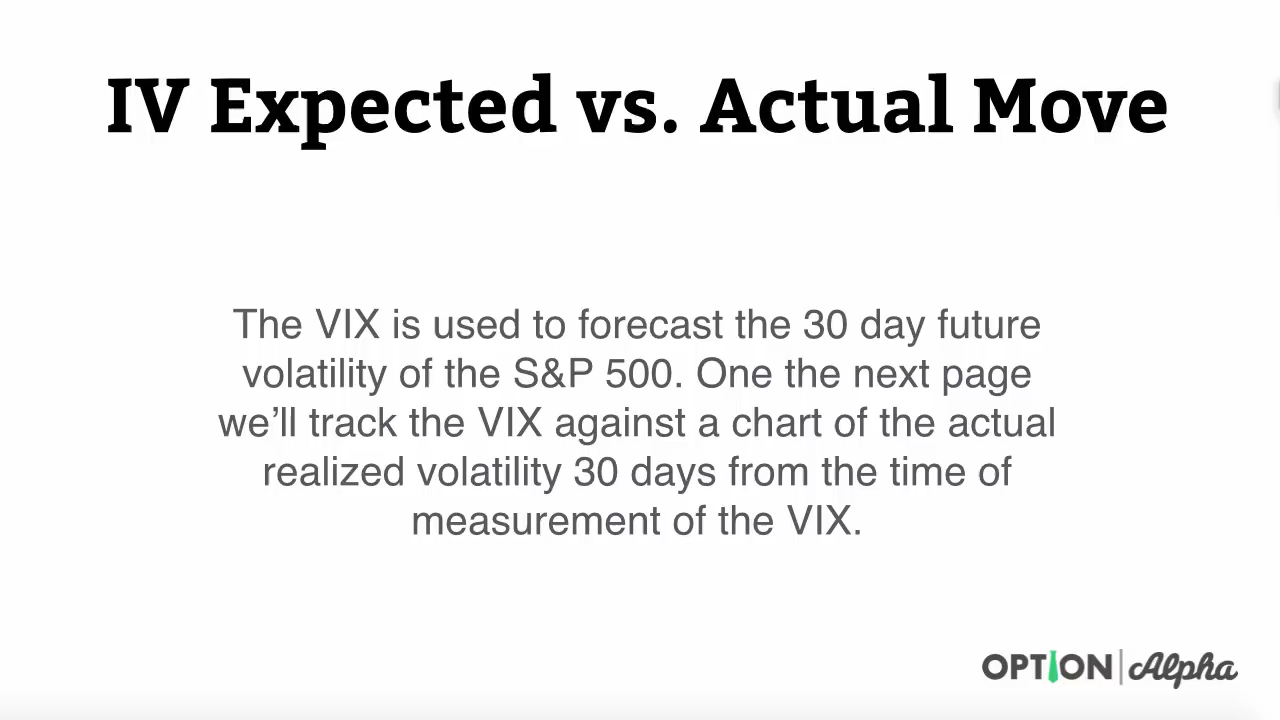 IV Expected vs. Actual Move
The VIX is used to forecast the 30 day future
volatility of the S&P 500. One the next page
we’ll track the VIX against a chart of the actual
realized volatility 30 days from the time of
measurement of the VIX.
OPTION | Alpha